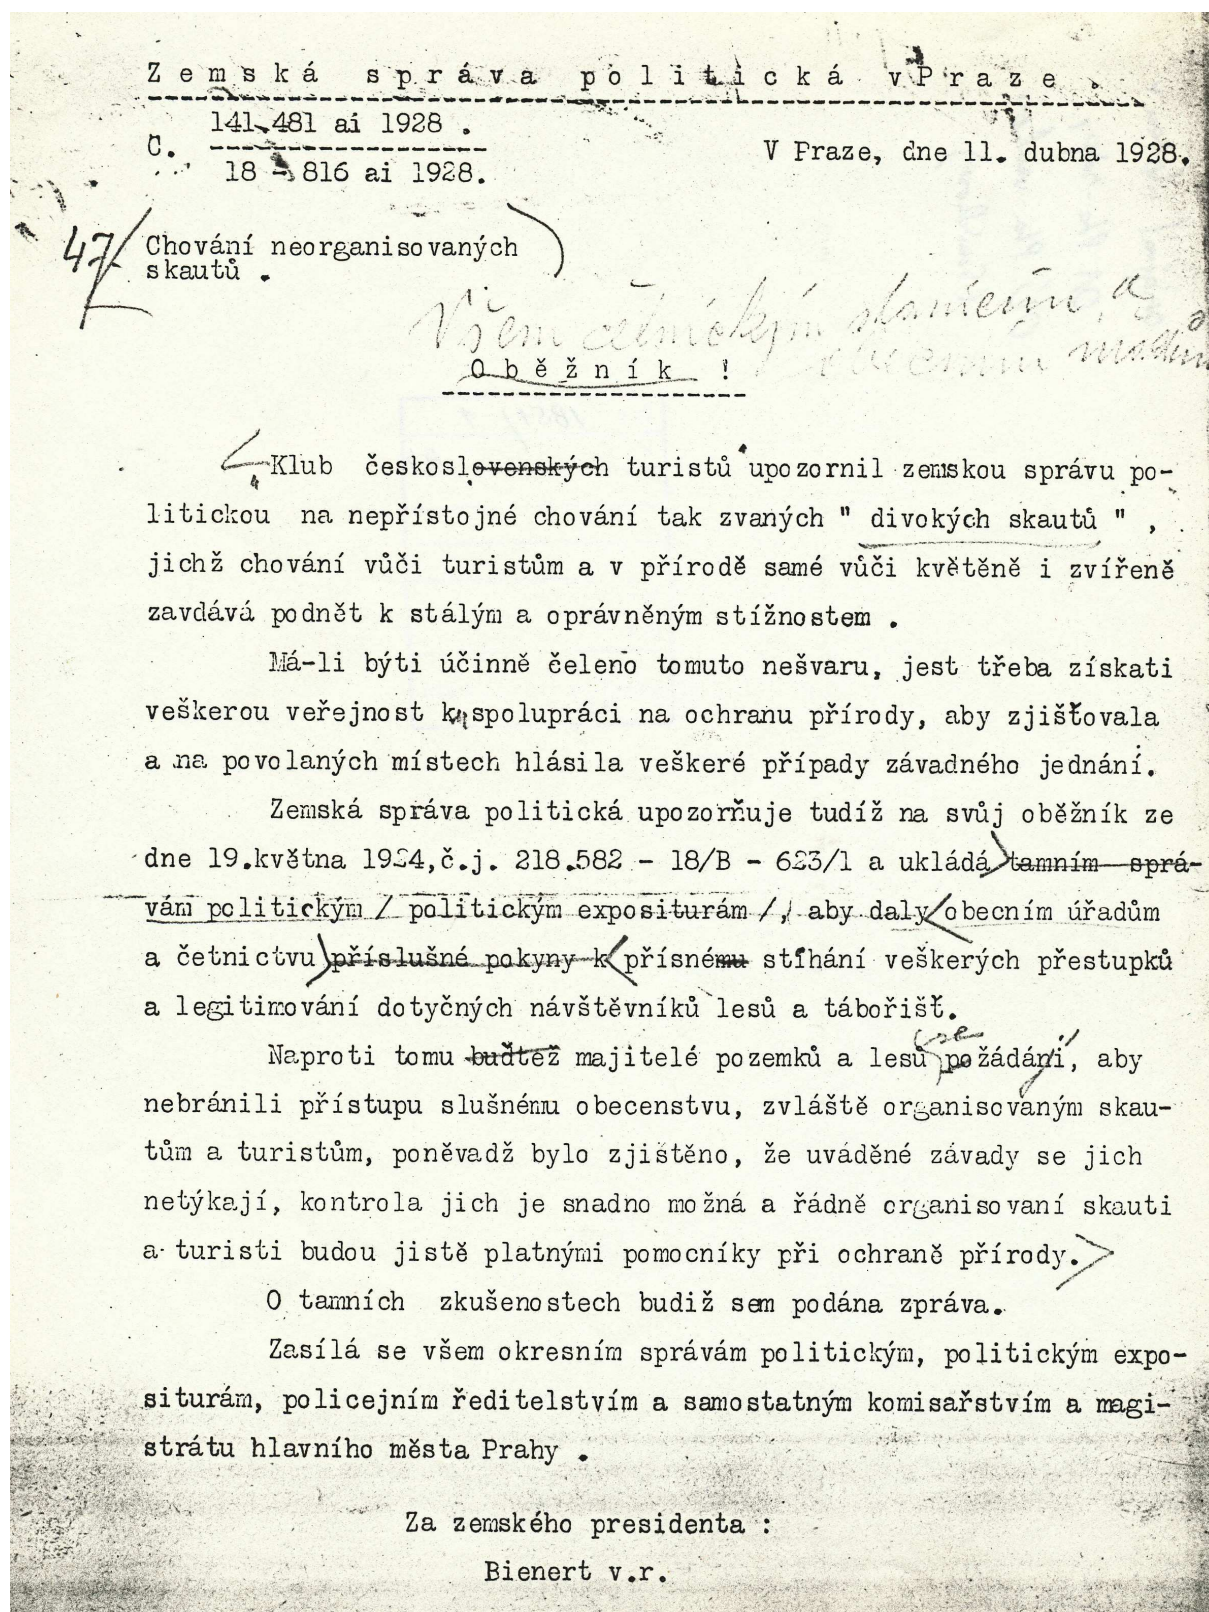 Zemská správa politická vPraze .
141.481 ai 1928 .
Č.
18 - 816 ai 1928.
V Praze, dne 11. dubna 1928.
47
Chování neorganisovaných
skautů .
Všem četnickým stanicím, a
obecním
Oběžník !
Klub československých turistů upozornil zemskou správu po-
litickou na nepřístojné chování tak zvaných " divokých skautů " ,
jichž chování vůči turistům a v přírodě samé vůči květěně i zvířeně
zavdává podnět k stálým a oprávněným stížnostem .
Má-li býti účinně čeleno tomuto nešvaru, jest třeba získati
veškerou veřejnost k spolupráci na ochranu přírody, aby zjišťovala
a na povolaných místech hlásila veškeré případy závadného jednání.
Zemská správa politická upozorňuje tudíž na svůj oběžník ze
dne 19.května 1924,č.j. 218.582 - 18/B - 623/1 a ukládá tamním sprá-
vám politickým / politickým expositurám /, aby daly obecním úřadům
a četnictvu příslušné pokyny k přísnému stíhání veškerých přestupků
a legitimování dotyčných návštěvníků lesů a tábořišť.
se
Naproti tomu buďtež majitelé pozemků a lesů požádáni, aby
nebránili přístupu slušnému obecenstvu, zvláště organisovaným skau-
tům a turistům, poněvadž bylo zjištěno, že uváděné závady se jich
netýkají, kontrola jich je snadno možná a řádně organisovaní skauti
a turisti budou jistě platnými pomocníky při ochraně přírody.
O tamních zkušenostech budiž sem podána zpráva.
Zasílá se všem okresním správám politickým, politickým expo-
siturám, policejním ředitelstvím a samostatným komisařstvím a magi-
strátu hlavního města Prahy .
Za zemského presidenta :
Bienert v.r.